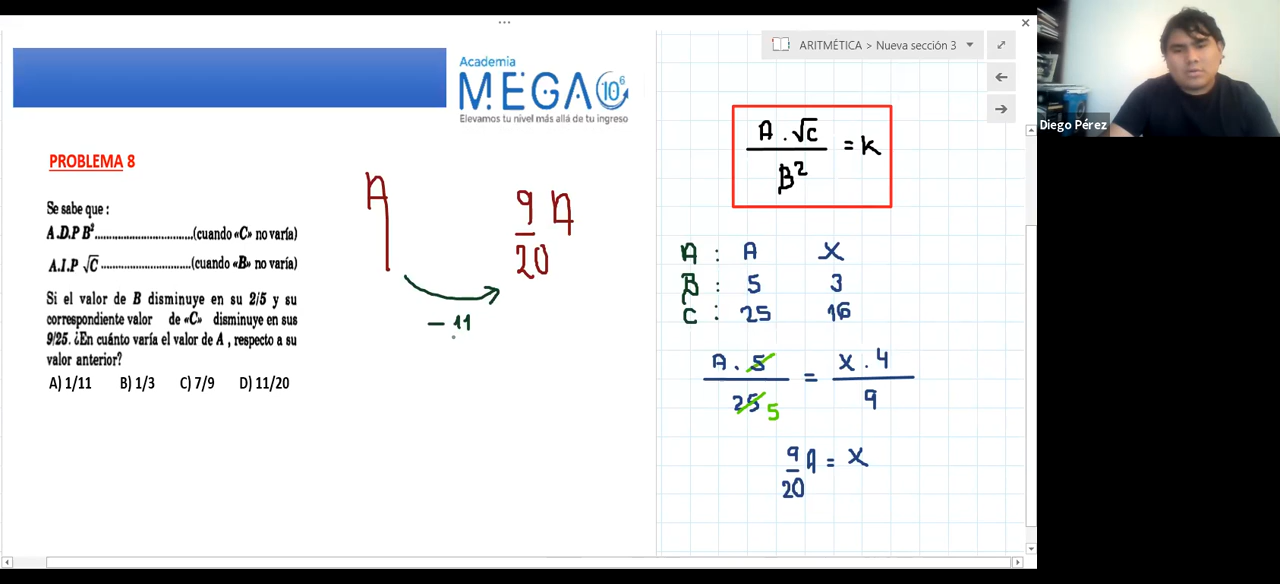 Academia
MEGA 10⁶
Elevamos tu nivel más allá de tu ingreso
PROBLEMA 8
Se sabe que :
A .D.P B².................................(cuando «C» no varía)
A.I.P √C ..............................(cuando «B» no varía)
Si el valor de B disminuye en su 2/5 y su
correspondiente valor de «C» disminuye en sus
9/25. ¿En cuánto varía el valor de A , respecto a su
valor anterior?
A) 1/11 B) 1/3 C) 7/9 D) 11/20
A
9/20 A
- 11
ARITMÉTICA > Nueva sección 3
A . √C / B² = K
A : A X
B : 5 3
C : 25 16
A . 5 / 25 5 = X . 4 / 9
9/20 A = X
Diego Pérez